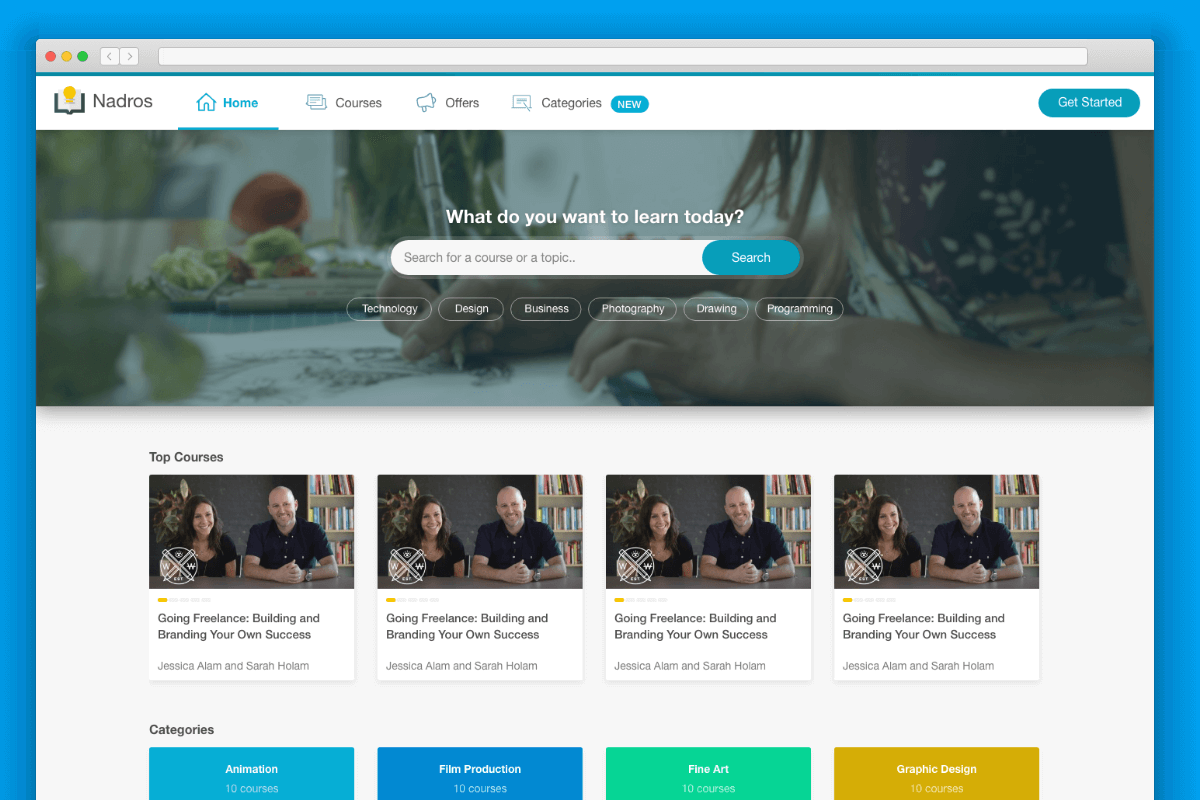 Nadros
Home
Courses
Offers
Categories
NEW
Get Started
What do you want to learn today?
Search for a course or a topic..
Search
Technology
Design
Business
Photography
Drawing
Programming
Top Courses
W W
EST
Going Freelance: Building and
Branding Your Own Success
Jessica Alam and Sarah Holam
W W
EST
Going Freelance: Building and
Branding Your Own Success
Jessica Alam and Sarah Holam
W W
EST
Going Freelance: Building and
Branding Your Own Success
Jessica Alam and Sarah Holam
W W
EST
Going Freelance: Building and
Branding Your Own Success
Jessica Alam and Sarah Holam
Categories
Animation
10 courses
Film Production
10 courses
Fine Art
10 courses
Graphic Design
10 courses